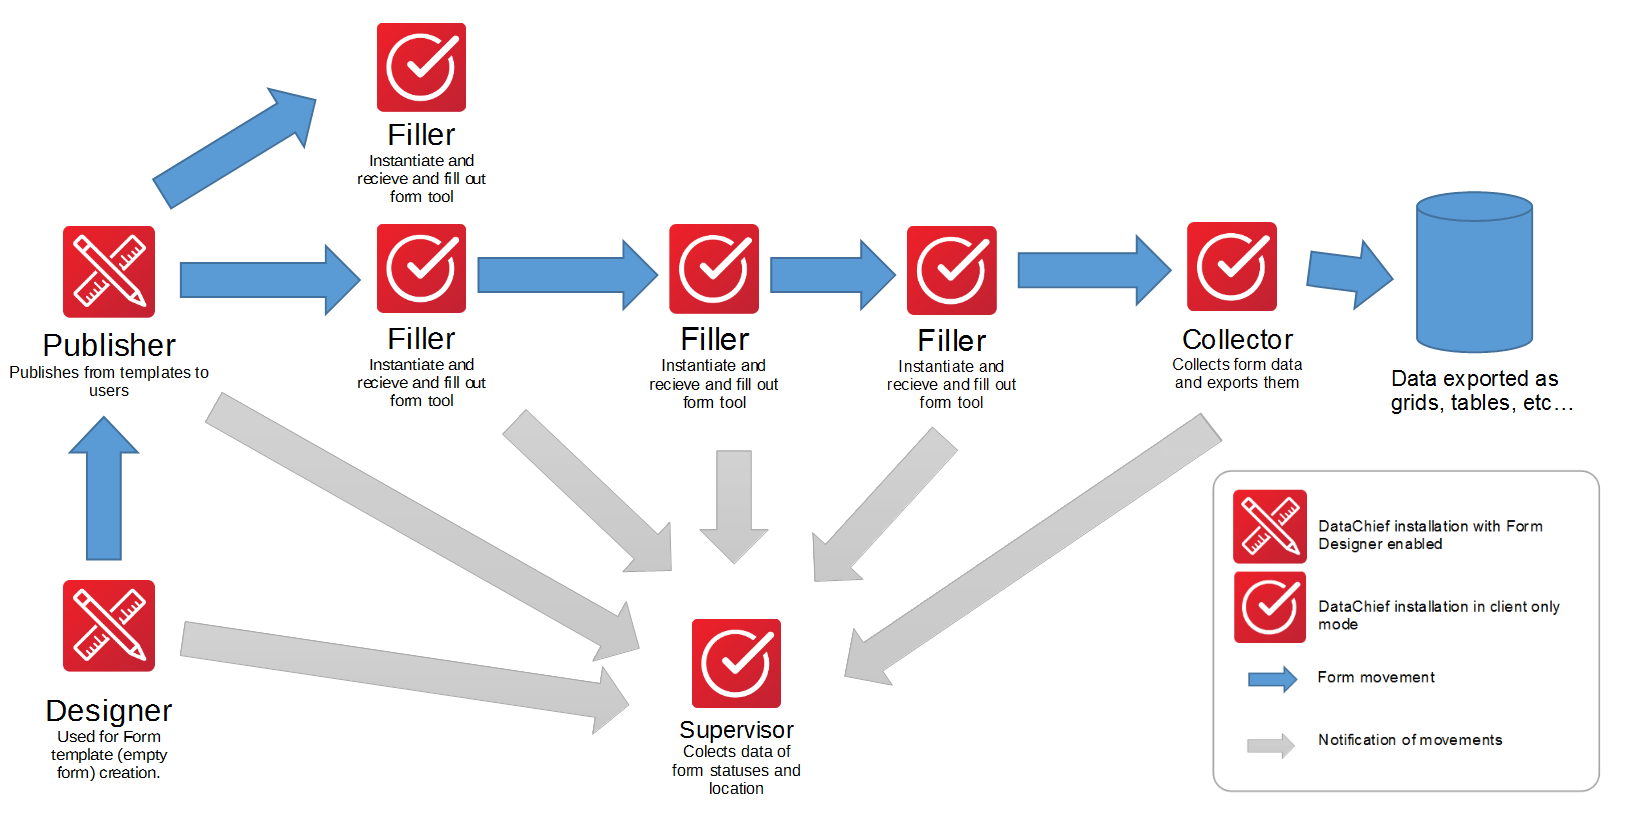 Filler
Instantiate and
recieve and fill out
form tool
Publisher
Publishes from templates to
users
Filler
Instantiate and
recieve and fill out
form tool
Filler
Instantiate and
recieve and fill out
form tool
Filler
Instantiate and
recieve and fill out
form tool
Collector
Collects form data
and exports them
Data exported as
grids, tables, etc...
Designer
Used for Form
template (empty
form) creation.
Supervisor
Colects data of
form statuses and
location
DataChief installation with Form
Designer enabled
DataChief installation in client only
mode
Form movement
Notification of movements